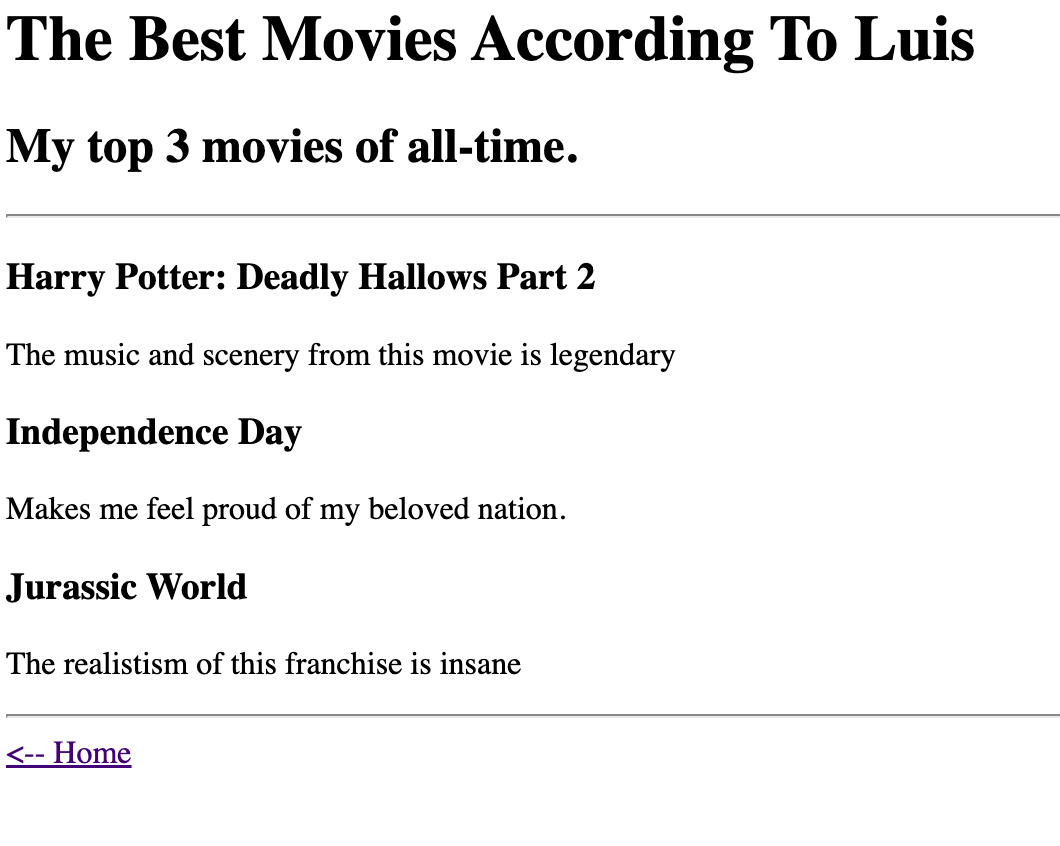 The Best Movies According To Luis
My top 3 movies of all-time.
Harry Potter: Deadly Hallows Part 2
The music and scenery from this movie is legendary
Independence Day
Makes me feel proud of my beloved nation.
Jurassic World
The realistism of this franchise is insane
<-- Home